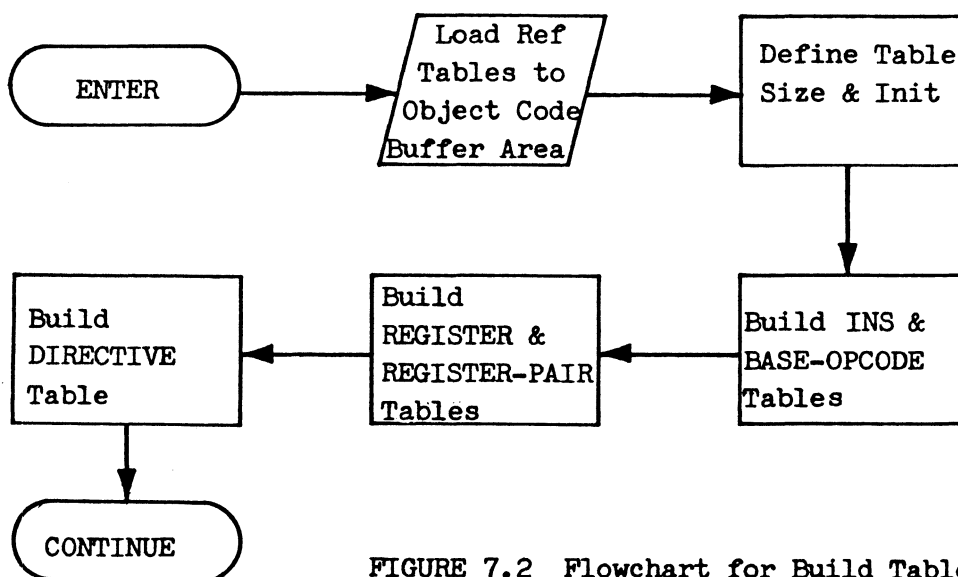 ENTER
Load Ref
Tables to
Object Code
Buffer Area
Define Table
Size & Init
Build INS &
BASE-OPCODE
Tables
Build
REGISTER &
REGISTER-PAIR
Tables
Build
DIRECTIVE
Table
CONTINUE
FIGURE 7.2 Flowchart for Build Table